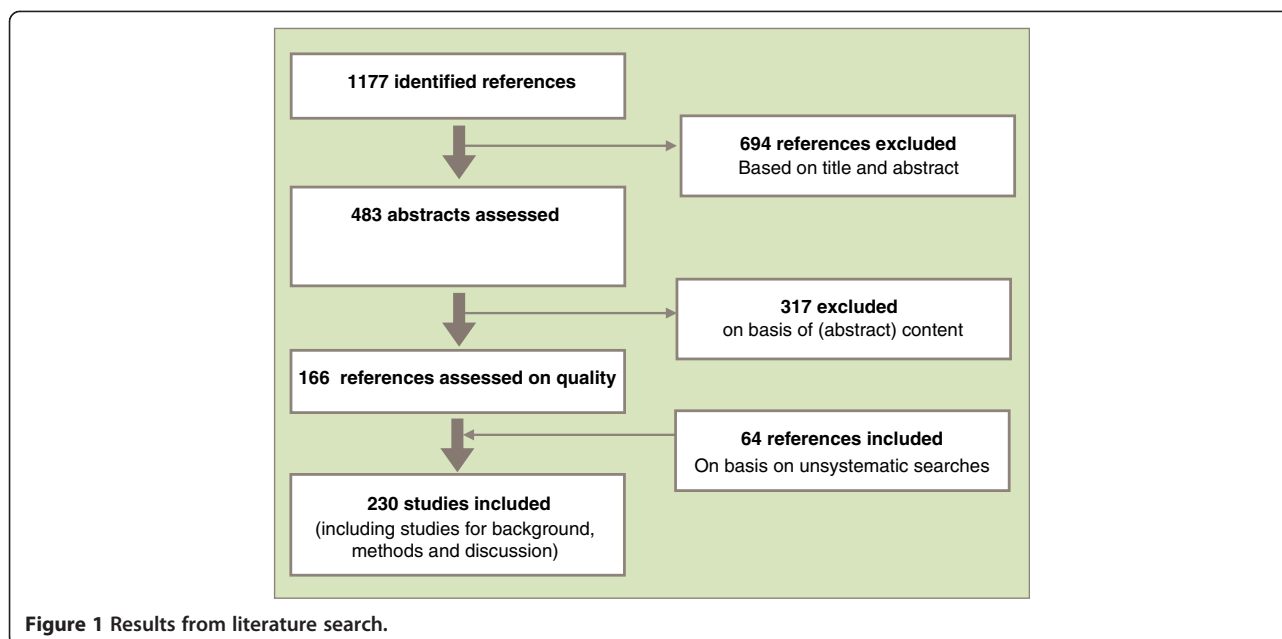 1177 identified references
694 references excluded
Based on title and abstract
483 abstracts assessed
317 excluded
on basis of (abstract) content
166 references assessed on quality
64 references included
On basis on unsystematic searches
230 studies included
(including studies for background,
methods and discussion)
Figure 1 Results from literature search.